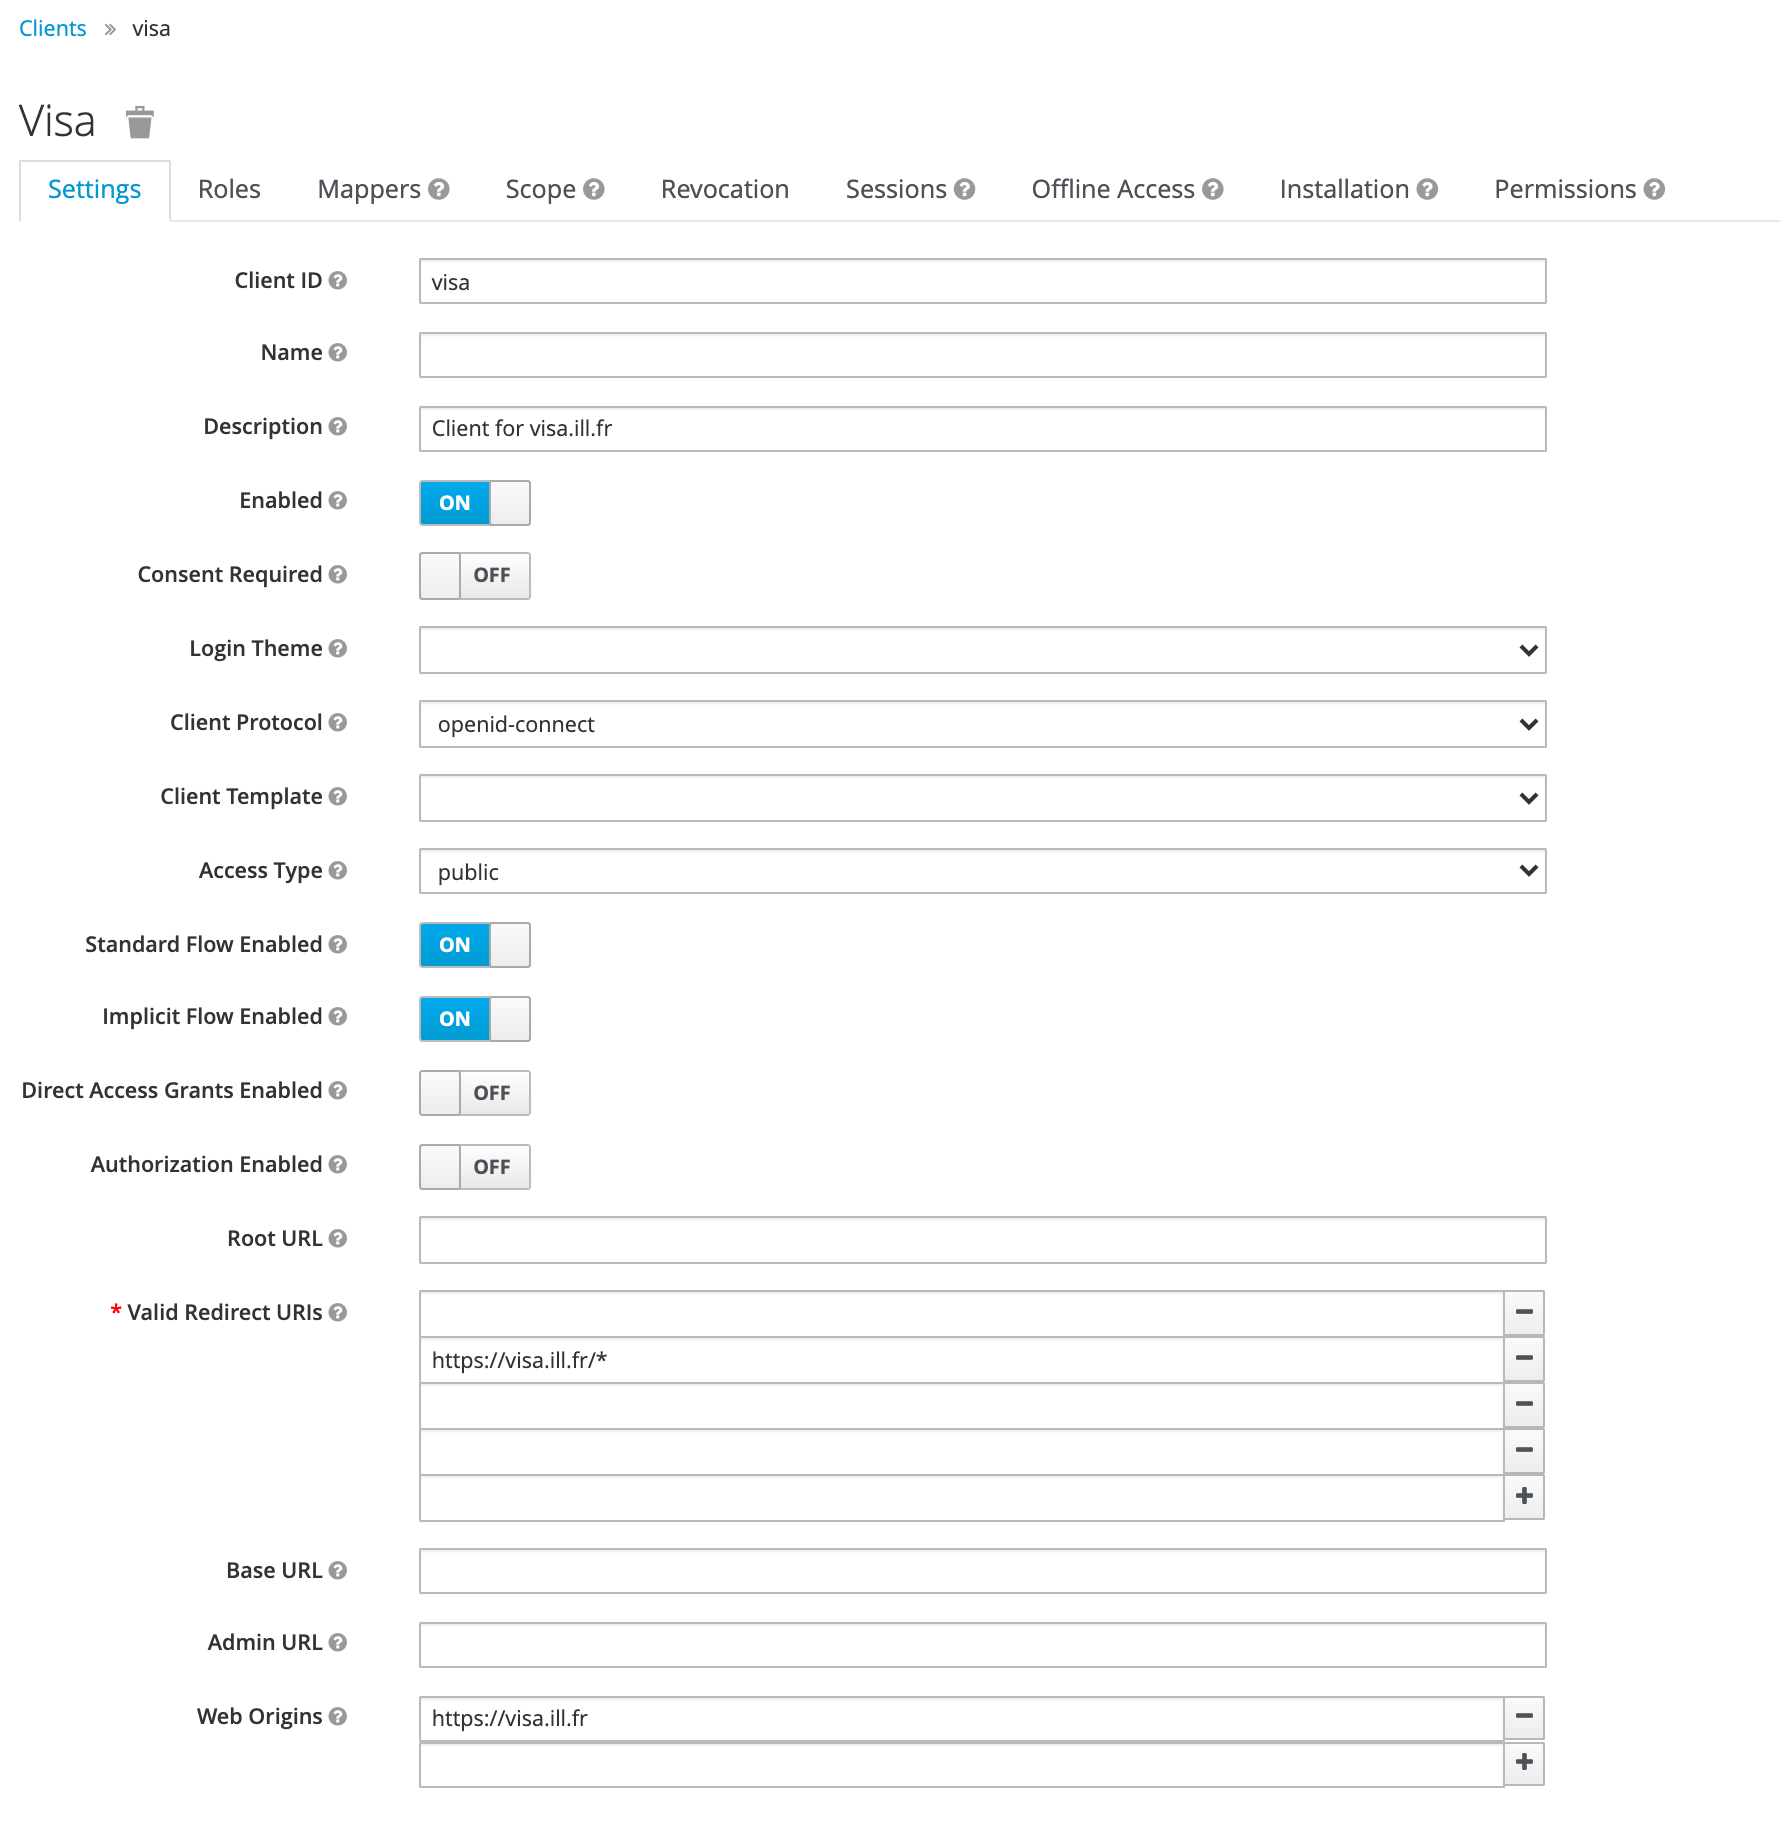 Clients » visa
Visa
Settings Roles Mappers Scope Revocation Sessions Offline Access Installation Permissions
Client ID visa
Name
Description Client for visa.ill.fr
Enabled ON
Consent Required OFF
Login Theme
Client Protocol openid-connect
Client Template
Access Type public
Standard Flow Enabled ON
Implicit Flow Enabled ON
Direct Access Grants Enabled OFF
Authorization Enabled OFF
Root URL
* Valid Redirect URIs
https://visa.ill.fr/*
Base URL
Admin URL
Web Origins https://visa.ill.fr